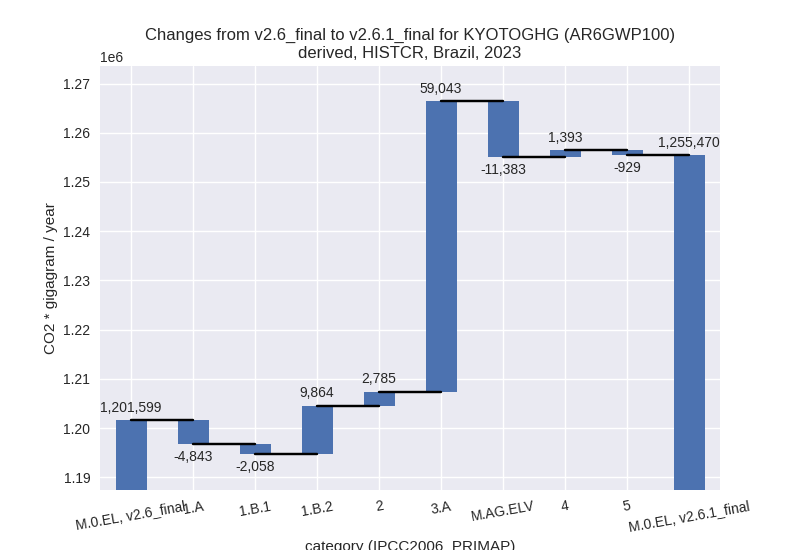 Changes from v2.6_final to v2.6.1_final for KYOTOGHG (AR6GWP100)
derived, HISTCR, Brazil, 2023
1e6
1.27
1.26
1.25
1.24
1.23
1.22
1.21
1.20
1.19
CO2 * gigagram / year
1,201,599
-4,843
-2,058
9,864
2,785
59,043
-11,383
1,393
-929
1,255,470
M.0.EL, v2.6_final
1.A
1.B.1
1.B.2
2
3.A
M.AG.ELV
4
5
M.0.EL, v2.6.1_final
category (IPCC2006_PRIMAP)